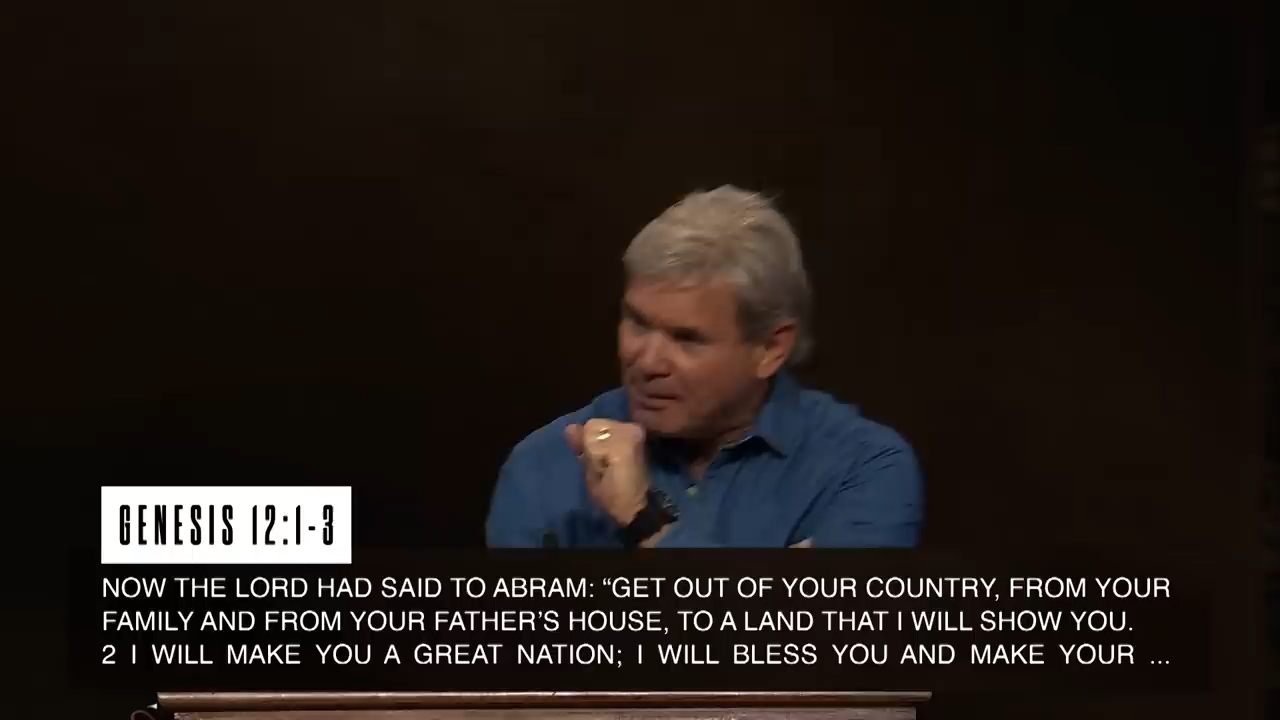 GENESIS 12:1-3
NOW THE LORD HAD SAID TO ABRAM: “GET OUT OF YOUR COUNTRY, FROM YOUR
FAMILY AND FROM YOUR FATHER’S HOUSE, TO A LAND THAT I WILL SHOW YOU.
2 I WILL MAKE YOU A GREAT NATION; I WILL BLESS YOU AND MAKE YOUR ...